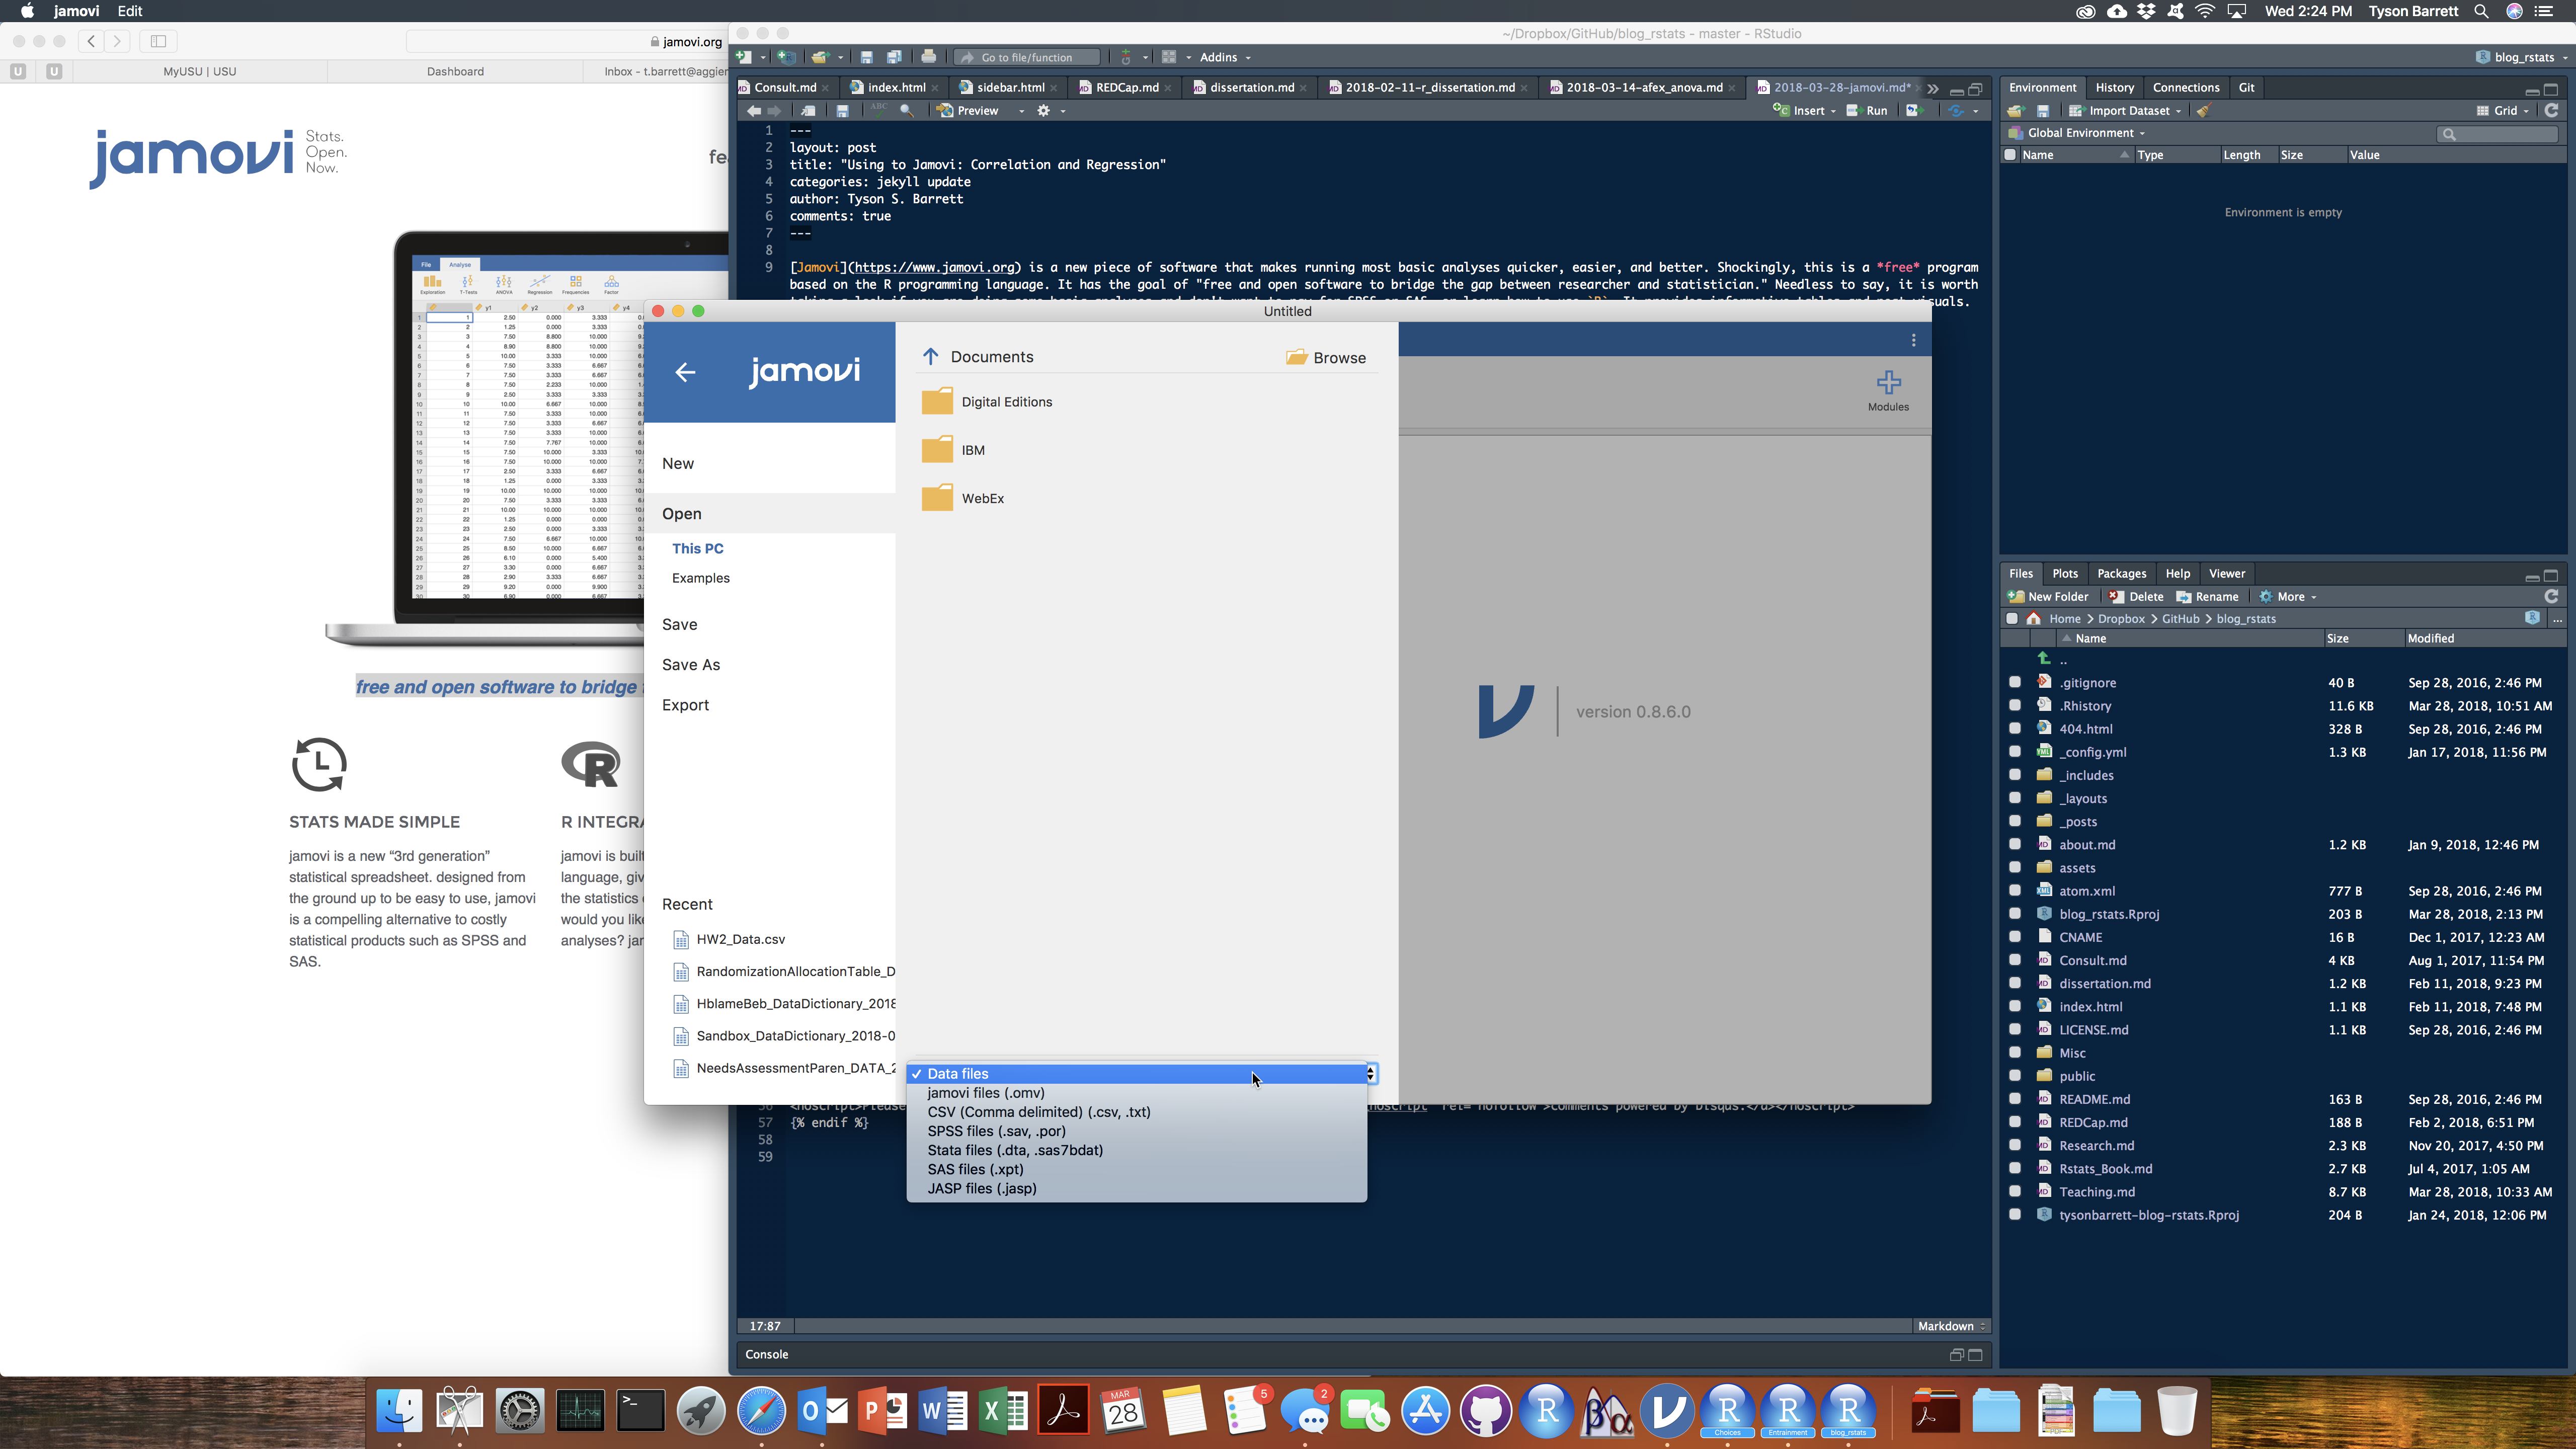 jamovi Edit
Wed 2:24 PM Tyson Barrett
jamovi.org
MyUSU | USU Dashboard Inbox - t.barrett@aggier
jamovi Stats. Open. Now.
fea
File Analyse
Exploration T-Tests ANOVA Regression Frequencies Factor
y1 y2 y3 y4
free and open software to bridge
STATS MADE SIMPLE
jamovi is a new “3rd generation”
statistical spreadsheet. designed from
the ground up to be easy to use, jamovi
is a compelling alternative to costly
statistical products such as SPSS and
SAS.
R INTEGRA
jamovi is built
language, giv
the statistics
would you like
analyses? jar
~/Dropbox/GitHub/blog_rstats - master - RStudio
Go to file/function Addins blog_rstats
Consult.md index.html sidebar.html REDCap.md dissertation.md 2018-02-11-r_dissertation.md 2018-03-14-afex_anova.md 2018-03-28-jamovi.md*
Preview Insert Run
1 ---
2 layout: post
3 title: "Using to Jamovi: Correlation and Regression"
4 categories: jekyll update
5 author: Tyson S. Barrett
6 comments: true
7 ---
8
9 [Jamovi](https://www.jamovi.org) is a new piece of software that makes running most basic analyses quicker, easier, and better. Shockingly, this is a *free* program
based on the R programming language. It has the goal of "free and open software to bridge the gap between researcher and statistician." Needless to say, it is worth
Untitled
jamovi
New
Open
This PC
Examples
Save
Save As
Export
Recent
HW2_Data.csv
RandomizationAllocationTable_D
HblameBeb_DataDictionary_2018
Sandbox_DataDictionary_2018-0
NeedsAssessmentParen_DATA_2
Documents Browse
Digital Editions
IBM
WebEx
Modules
version 0.8.6.0
✓ Data files
jamovi files (.omv)
CSV (Comma delimited) (.csv, .txt)
SPSS files (.sav, .por)
Stata files (.dta, .sas7bdat)
SAS files (.xpt)
JASP files (.jasp)
57 {% endif %}
58
59
17:87 Markdown
Console
Environment History Connections Git
Import Dataset Grid
Global Environment
Name Type Length Size Value
Environment is empty
Files Plots Packages Help Viewer
New Folder Delete Rename More
Home Dropbox GitHub blog_rstats
Name Size Modified
..
.gitignore 40 B Sep 28, 2016, 2:46 PM
.Rhistory 11.6 KB Mar 28, 2018, 10:51 AM
404.html 328 B Sep 28, 2016, 2:46 PM
_config.yml 1.3 KB Jan 17, 2018, 11:56 PM
_includes
_layouts
_posts
about.md 1.2 KB Jan 9, 2018, 12:46 PM
assets
atom.xml 777 B Sep 28, 2016, 2:46 PM
blog_rstats.Rproj 203 B Mar 28, 2018, 2:13 PM
CNAME 16 B Dec 1, 2017, 12:23 AM
Consult.md 4 KB Aug 1, 2017, 11:54 PM
dissertation.md 1.2 KB Feb 11, 2018, 9:23 PM
index.html 1.1 KB Feb 11, 2018, 7:48 PM
LICENSE.md 1.1 KB Sep 28, 2016, 2:46 PM
Misc
public
README.md 163 B Sep 28, 2016, 2:46 PM
REDCap.md 188 B Feb 2, 2018, 6:51 PM
Research.md 2.3 KB Nov 20, 2017, 4:50 PM
Rstats_Book.md 2.7 KB Jul 4, 2017, 1:05 AM
Teaching.md 8.7 KB Mar 28, 2018, 10:33 AM
tysonbarrett-blog-rstats.Rproj 204 B Jan 24, 2018, 12:06 PM
MAR
28
5
2
Choices Entrainment blog_rstats